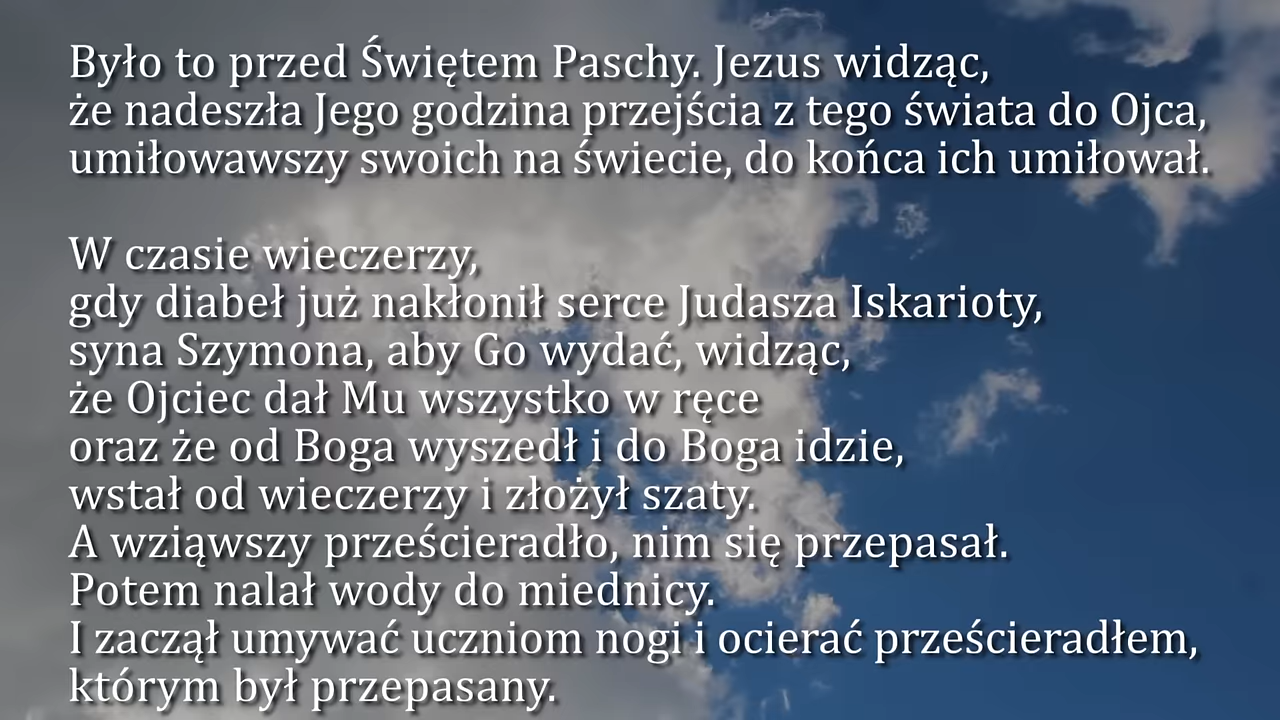 Było to przed Świętem Paschy. Jezus widząc,
że nadeszła Jego godzina przejścia z tego świata do Ojca,
umiłowawszy swoich na świecie, do końca ich umiłował.
W czasie wieczerzy,
gdy diabeł już nakłonił serce Judasza Iskarioty,
syna Szymona, aby Go wydać, widząc,
że Ojciec dał Mu wszystko w ręce
oraz że od Boga wyszedł i do Boga idzie,
wstał od wieczerzy i złożył szaty.
A wziąwszy prześcieradło, nim się przepasał.
Potem nalał wody do miednicy.
I zaczął umywać uczniom nogi i ocierać prześcieradłem,
którym był przepasany.